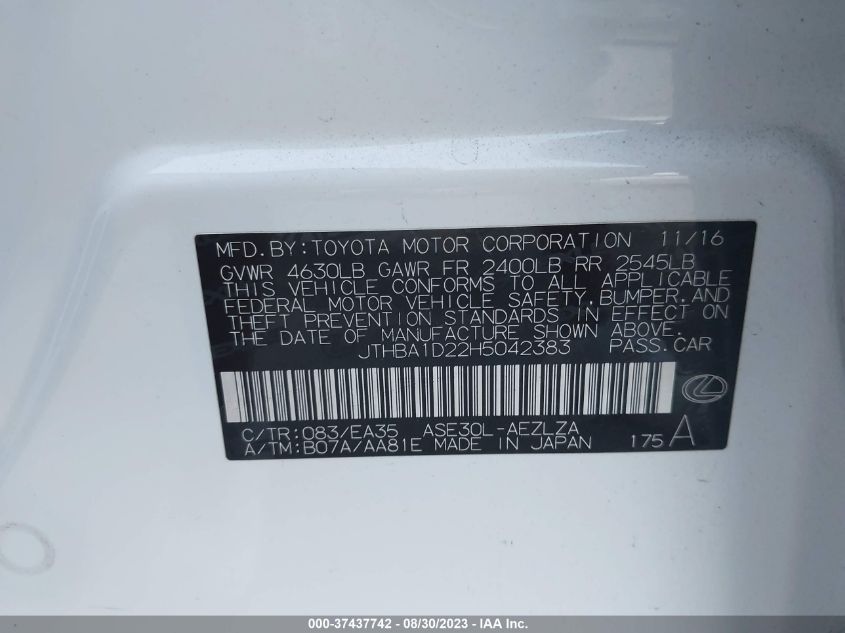 MFD.BY:TOYOTA MOTOR CORPORATION 11/16
GVWR 4630LB GAWR FR 2400LB RR 2545LB
THIS VEHICLE CONFORMS TO ALL APPLICABLE
FEDERAL MOTOR VEHICLE SAFETY,BUMPER,AND
THEFT PREVENTION STANDARDS IN EFFECT ON
THE DATE OF MANUFACTURE SHOWN ABOVE.
JTHBA1D22H5042383 PASS.CAR
C/TR:083/EA35 ASE30L-AEZLZA
A/TM:B07A/AA81E MADE IN JAPAN 175 A
000-37437742 - 08/30/2023 - © IAA Inc.